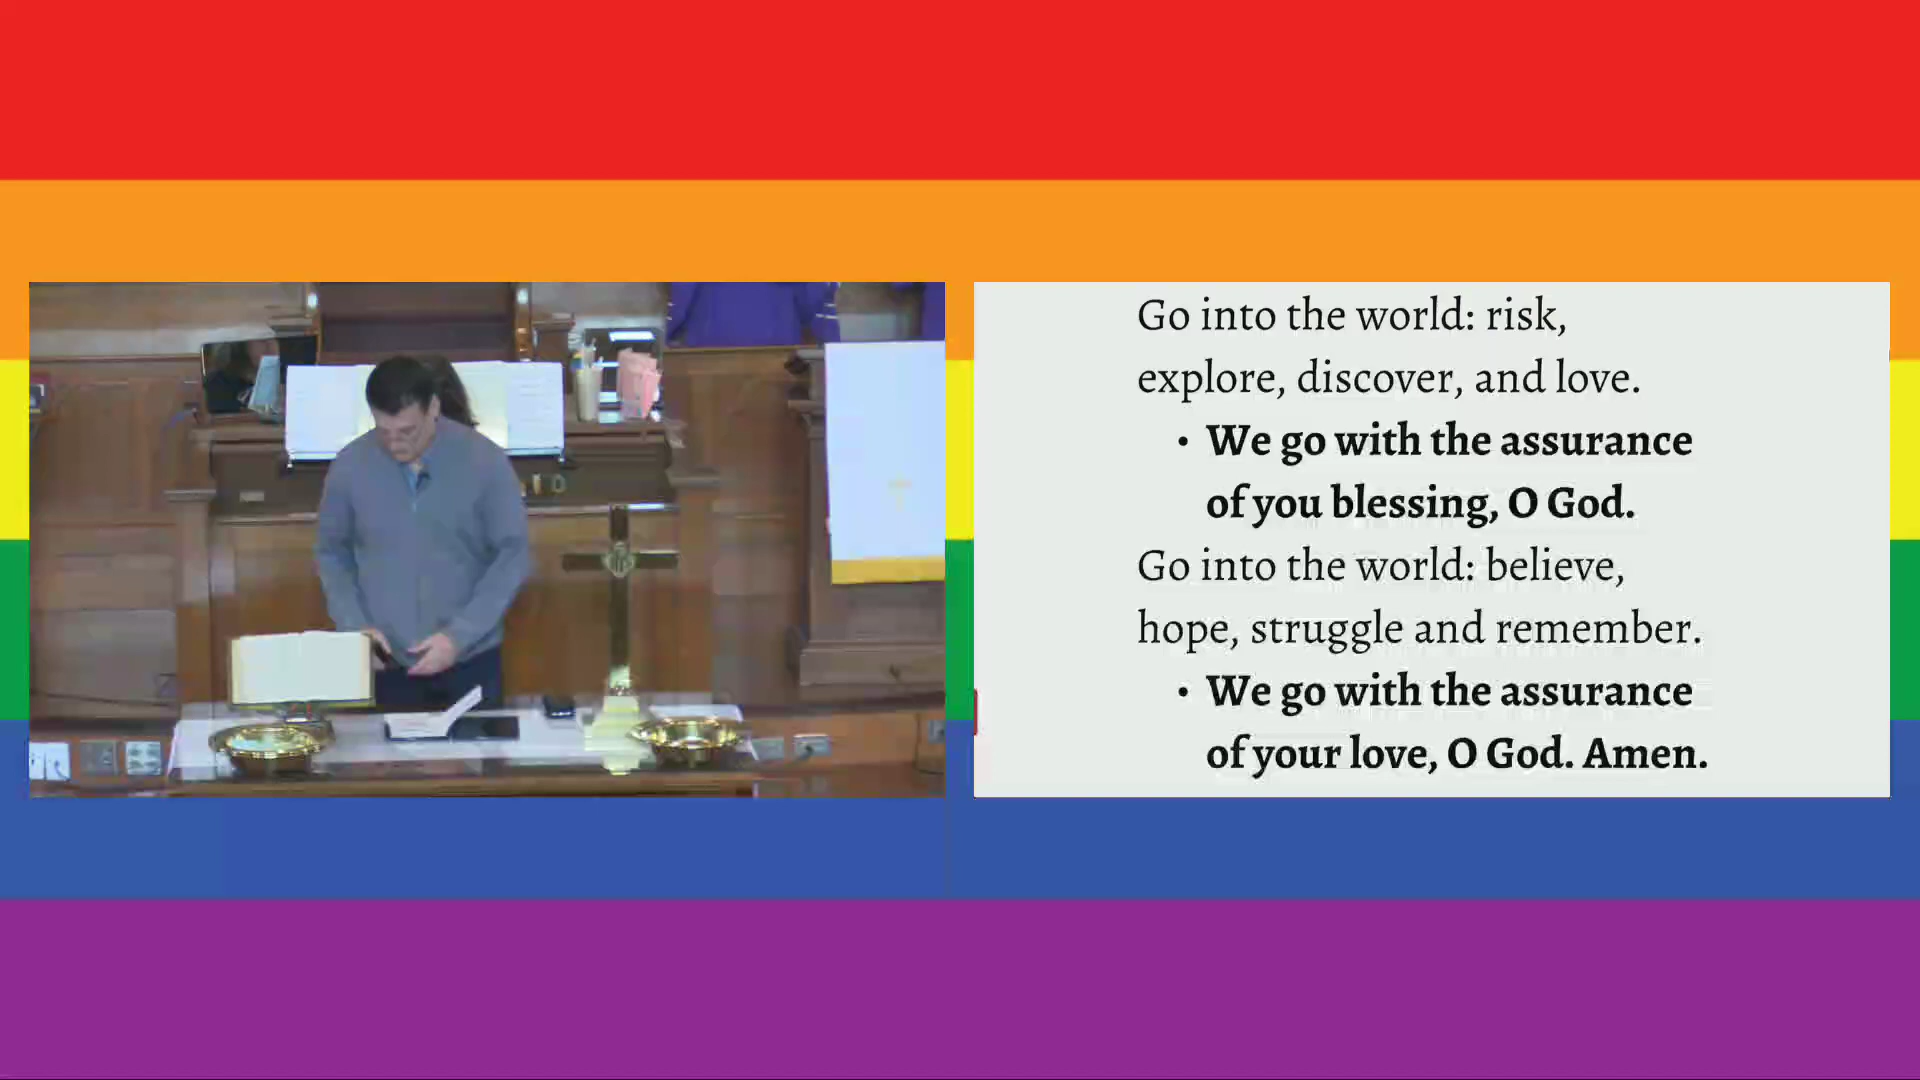 Go into the world: risk,
explore, discover, and love.
• We go with the assurance
of you blessing, O God.
Go into the world: believe,
hope, struggle and remember.
• We go with the assurance
of your love, O God. Amen.